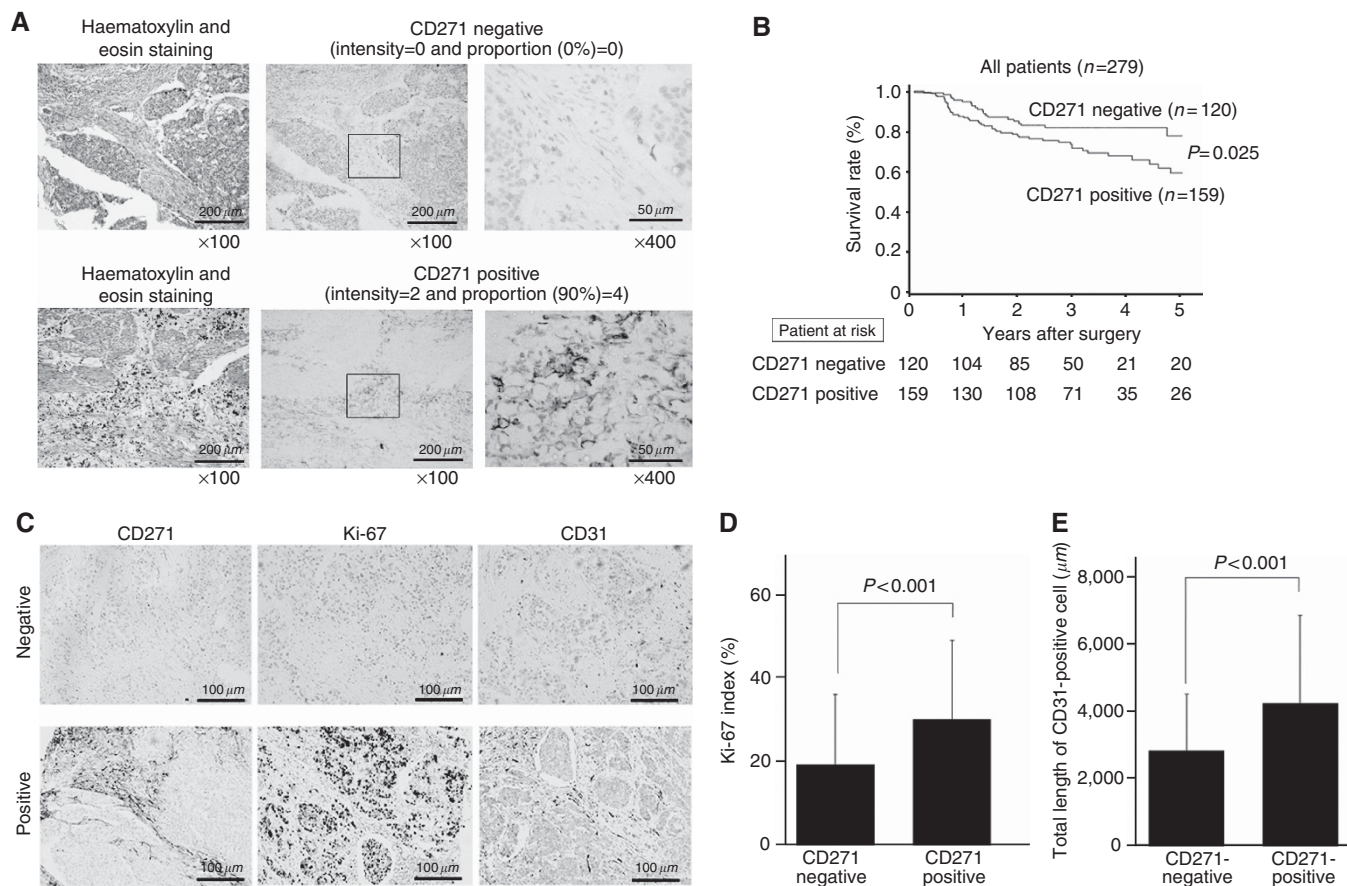 A
Haematoxylin and
eosin staining
CD271 negative
(intensity=0 and proportion (0%)=0)
200 μm
200 μm
50 μm
×100
×100
×400
Haematoxylin and
eosin staining
CD271 positive
(intensity=2 and proportion (90%)=4)
200 μm
200 μm
50 μm
×100
×100
×400
B
All patients (n=279)
Survival rate (%)
1.0
0.8
0.6
0.4
0.2
0
CD271 negative (n=120)
P=0.025
CD271 positive (n=159)
0 1 2 3 4 5
Years after surgery
Patient at risk
CD271 negative 120 104 85 50 21 20
CD271 positive 159 130 108 71 35 26
C
CD271 Ki-67 CD31
Negative
100 μm
100 μm
100 μm
Positive
100 μm
100 μm
100 μm
D
Ki-67 index (%)
60
40
20
0
P<0.001
CD271
negative
CD271
positive
E
Total length of CD31-positive cell (μm)
8,000
6,000
4,000
2,000
0
P<0.001
CD271-
negative
CD271-
positive